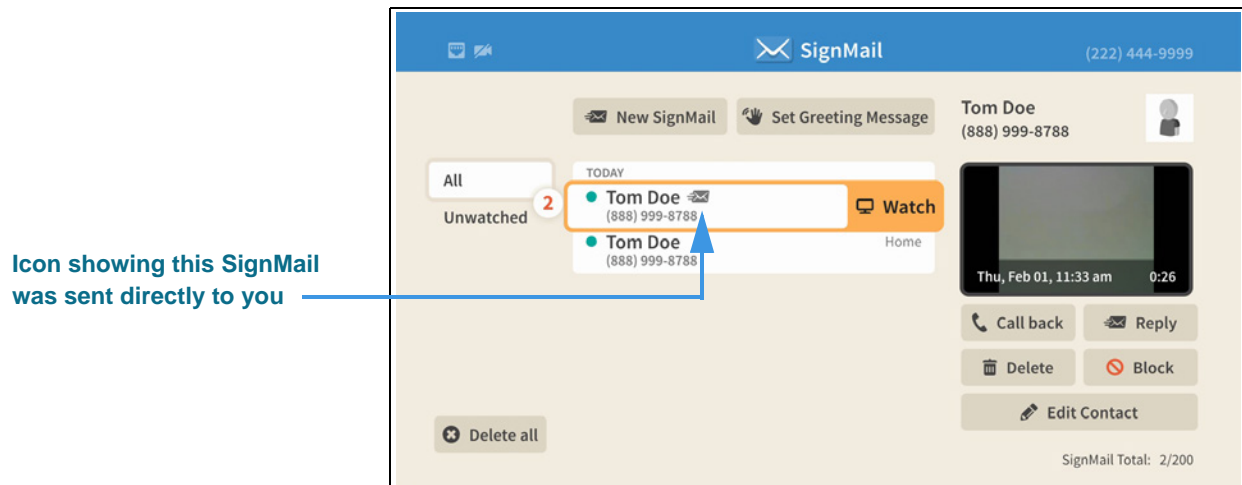 SignMail
(222) 444-9999
New SignMail
Set Greeting Message
Tom Doe
(888) 999-8788
All
Unwatched
2
TODAY
Tom Doe
(888) 999-8788
Watch
Tom Doe
Home
(888) 999-8788
Icon showing this SignMail
was sent directly to you
Thu, Feb 01, 11:33 am
0:26
Call back
Reply
Delete
Block
Edit Contact
Delete all
SignMail Total: 2/200